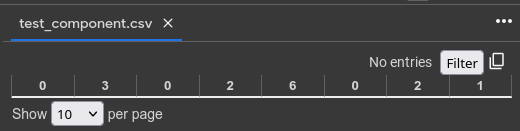 test_component.csv
No entries Filter
0 3 0 2 6 0 2 1
Show 10 per page